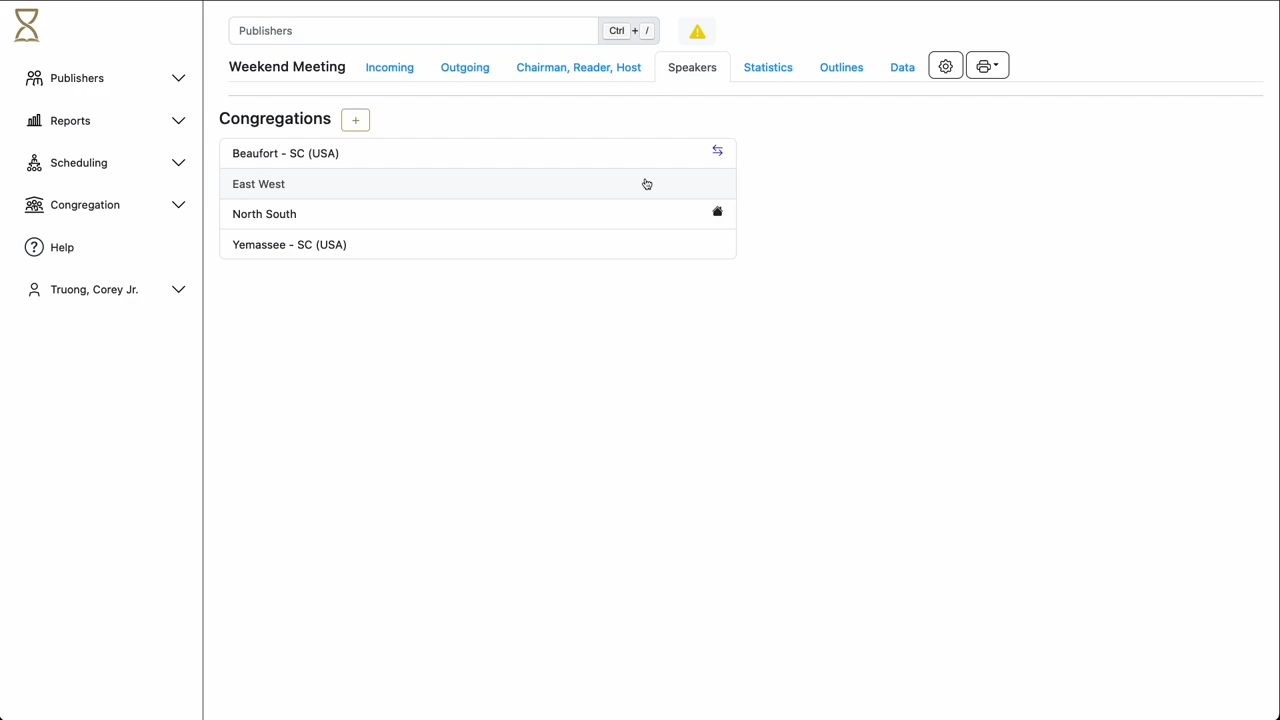 Publishers
Ctrl + /
Weekend Meeting Incoming Outgoing Chairman, Reader, Host Speakers Statistics Outlines Data
Publishers
Reports
Scheduling
Congregation
? Help
Truong, Corey Jr.
Congregations +
Beaufort - SC (USA)
East West
North South
Yemassee - SC (USA)